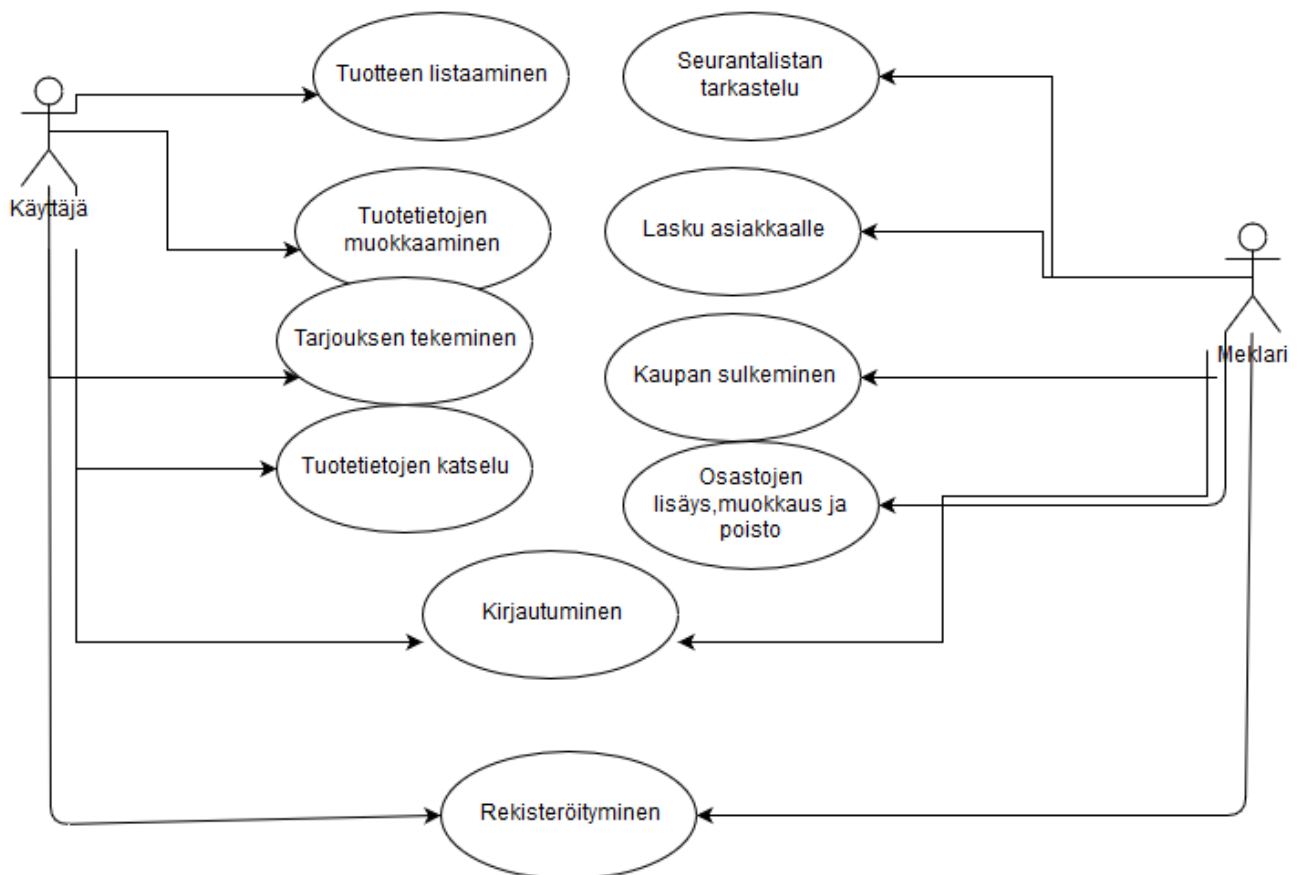 Tuotteen listaaminen
Seurantalistan
tarkastelu
Käyttäjä
Tuotetietojen
muokkaaminen
Lasku asiakkaalle
Tarjouksen tekeminen
Kaupan sulkeminen
Meklari
Tuotetietojen katselu
Osastojen
lisäys,muokkaus ja
poisto
Kirjautuminen
Rekisteröityminen